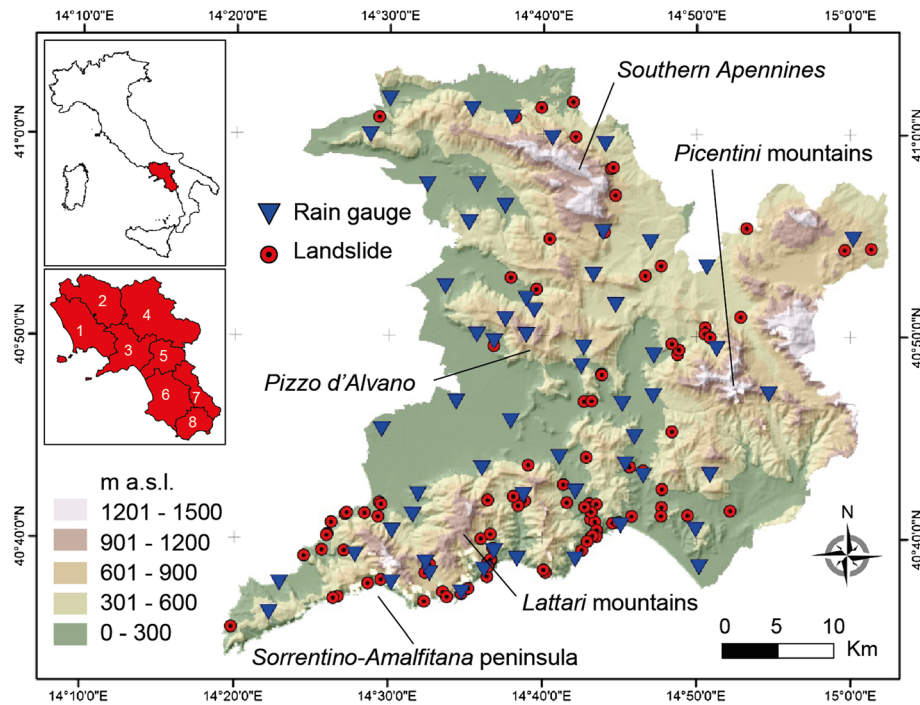 14°10'0"E 14°20'0"E 14°30'0"E 14°40'0"E 14°50'0"E 15°0'0"E
41°0'0"N
40°50'0"N
40°40'0"N
Southern Apennines
Picentini mountains
Rain gauge
Landslide
1
2
3
4
5
6
7
8
Pizzo d'Alvano
m a.s.l.
1201 - 1500
901 - 1200
601 - 900
301 - 600
0 - 300
Lattari mountains
Sorrentino-Amalfitana peninsula
N
0 5 10
Km
41°0'0"N
40°50'0"N
40°40'0"N
14°10'0"E 14°20'0"E 14°30'0"E 14°40'0"E 14°50'0"E 15°0'0"E